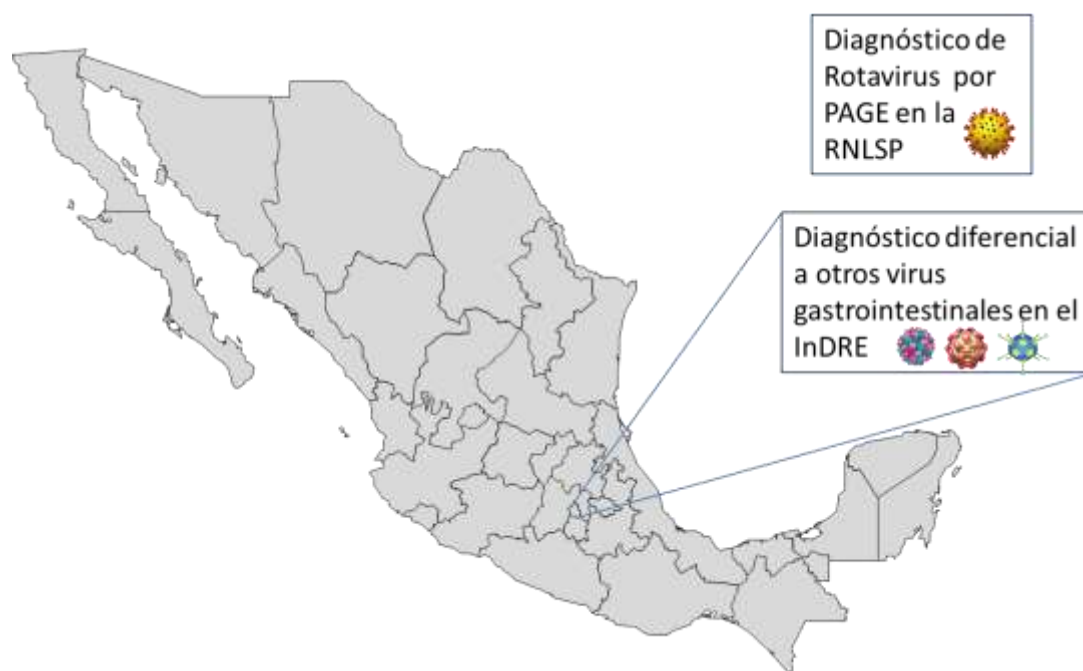 Diagnóstico de
Rotavirus por
PAGE en la
RNLSP
Diagnóstico diferencial
a otros virus
gastrointestinales en el
InDRE